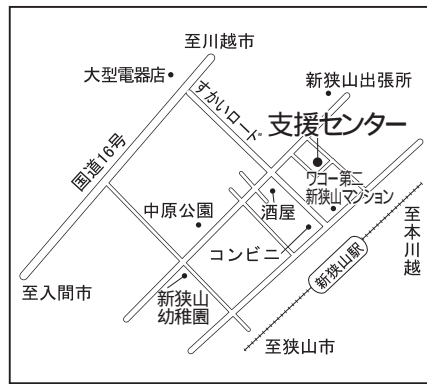 至川越市
大型電器店
すかいロード
新狭山出張所
支援センター
国道16号
ワコー第二
新狭山マンション
酒屋
中原公園
コンビニ
至本川越
新狭山駅
至入間市
新狭山
幼稚園
至狭山市